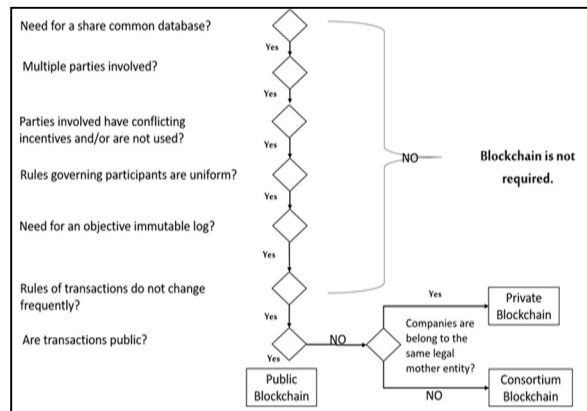 Need for a share common database?
Yes
Multiple parties involved?
Yes
Parties involved have conflicting
incentives and/or are not used?
Yes
Rules governing participants are uniform?
Yes
Need for an objective immutable log?
Yes
Rules of transactions do not change
frequently?
Yes
Are transactions public?
Yes
Public
Blockchain
NO
Blockchain is not
required.
NO
Companies are
belong to the
same legal
mother entity?
Yes
Private
Blockchain
NO
Consortium
Blockchain